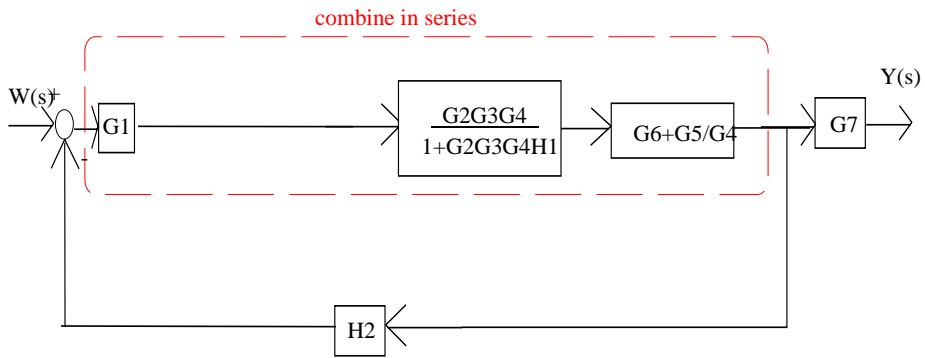 combine in series
W(s)
+
-
G1
G2G3G4
1+G2G3G4H1
G6+G5/G4
G7
Y(s)
H2